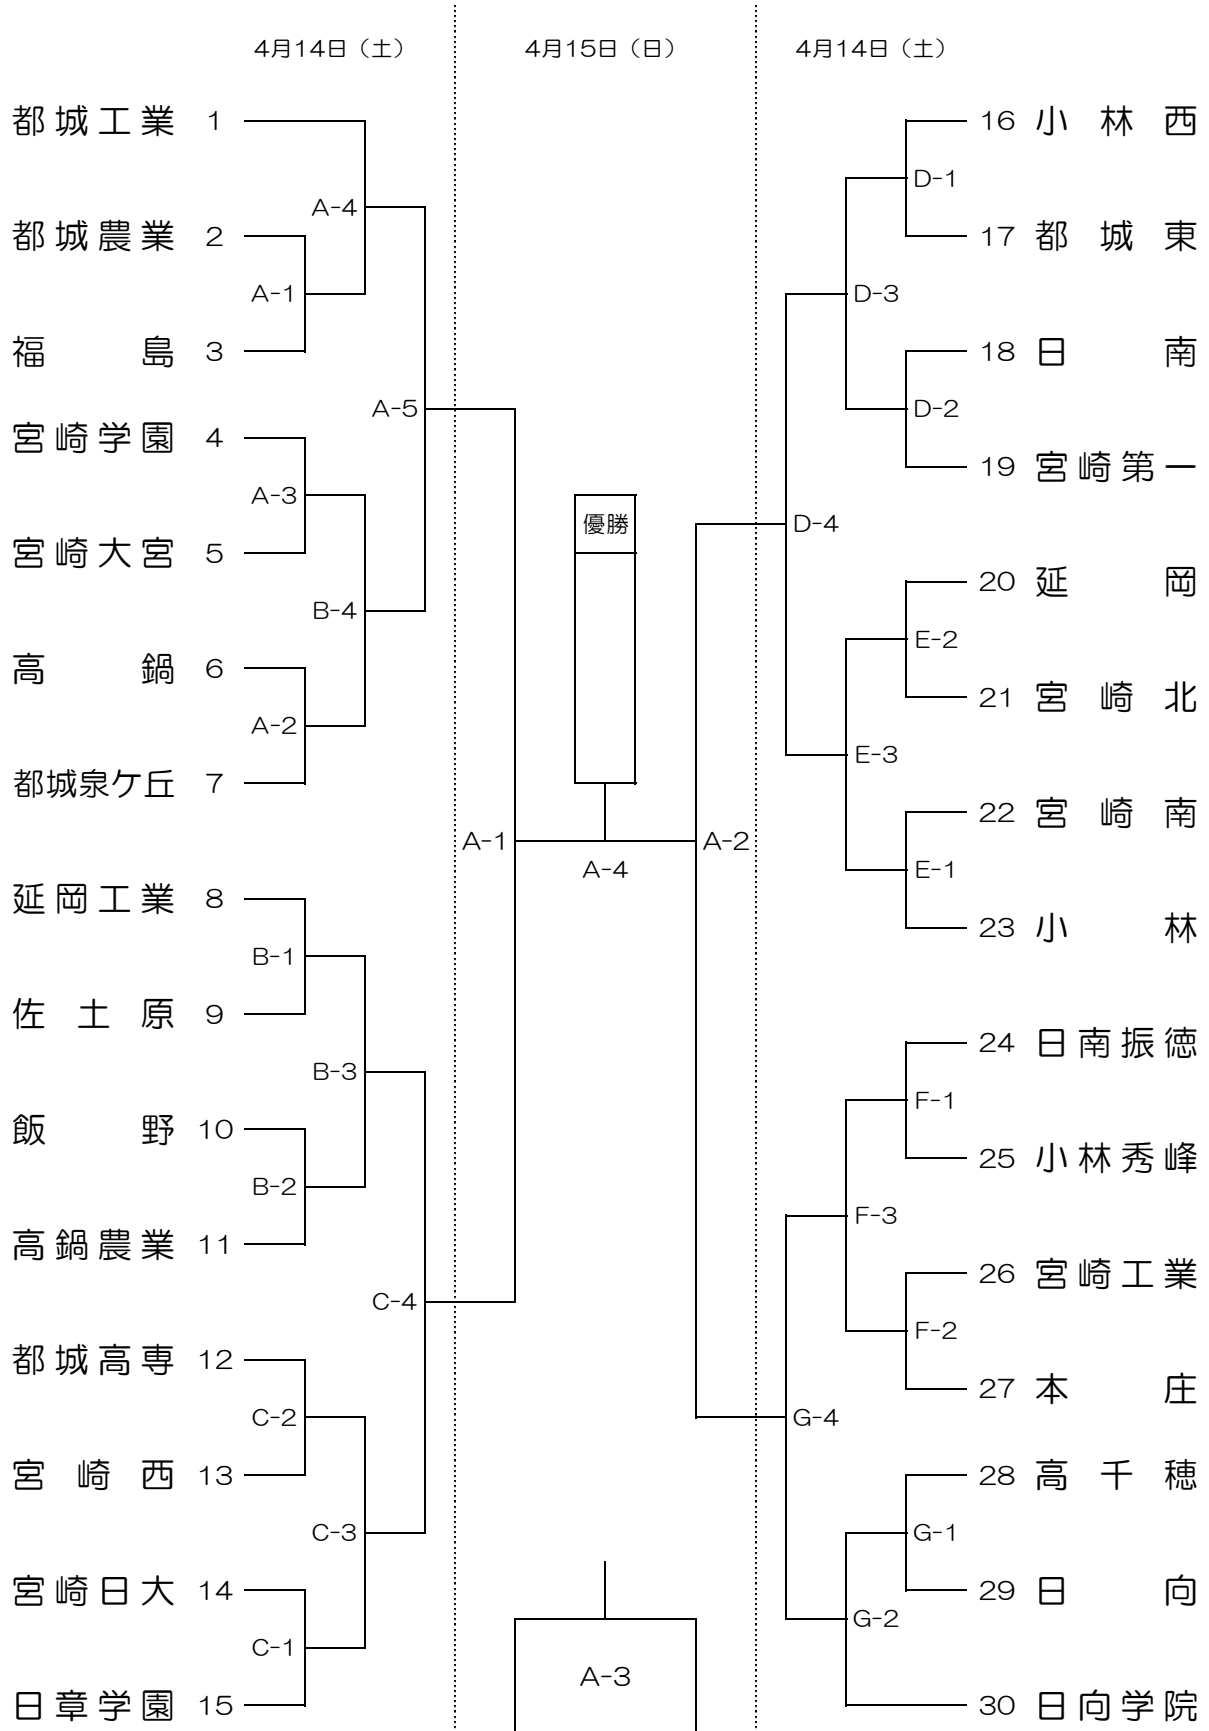 4月14日（土）
4月15日（日）
4月14日（土）
都城工業 1
A-4
都城農業 2
A-1
福島 3
A-5
宮崎学園 4
A-3
宮崎大宮 5
B-4
高鍋 6
A-2
都城泉ケ丘 7
A-1
延岡工業 8
B-1
佐土原 9
B-3
飯野 10
B-2
高鍋農業 11
C-4
都城高専 12
C-2
宮崎西 13
C-3
宮崎日大 14
C-1
日章学園 15
優勝
A-4
A-3
16 小林西
D-1
17 都城東
D-3
18 日南
D-2
19 宮崎第一
D-4
20 延岡
E-2
21 宮崎北
E-3
22 宮崎南
A-2
E-1
23 小林
24 日南振徳
F-1
25 小林秀峰
F-3
26 宮崎工業
F-2
27 本庄
G-4
28 高千穂
G-1
29 日向
G-2
30 日向学院